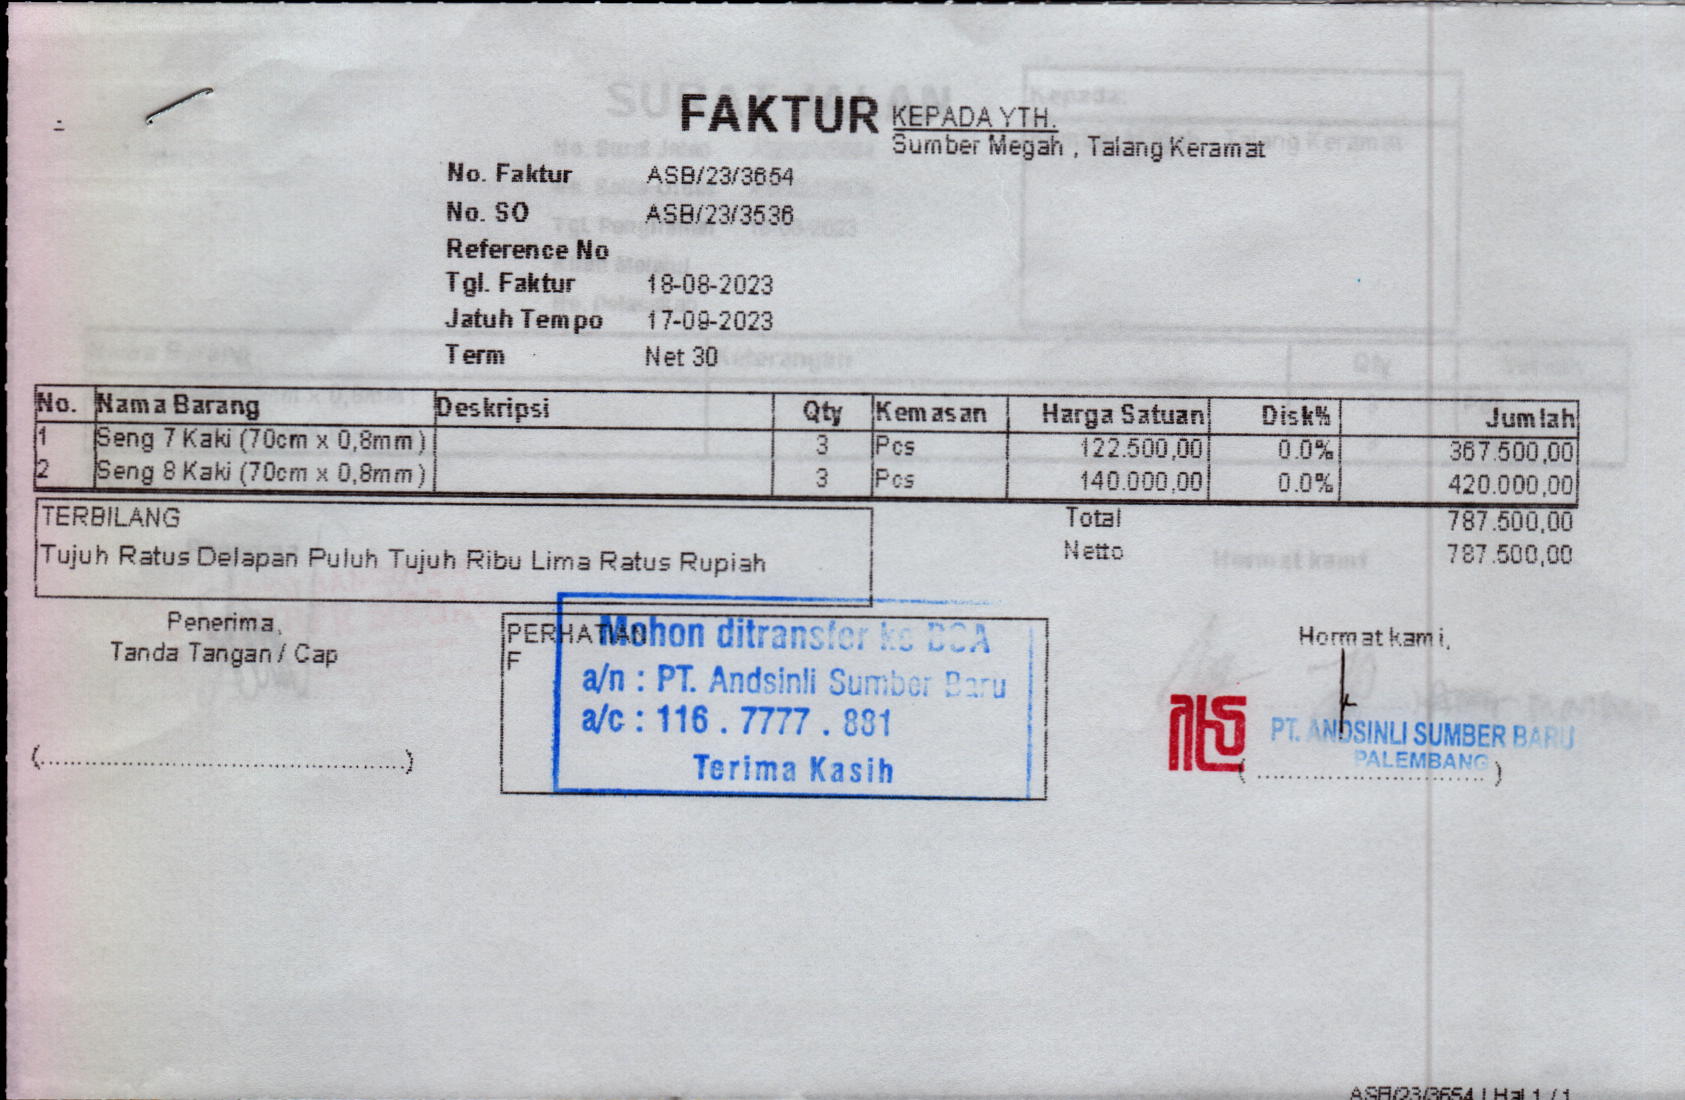 FAKTUR
KEPADA YTH.
Sumber Megah , Talang Keramat
No. Faktur ASB/23/3654
No. SO ASB/23/3536
Reference No
Tgl. Faktur 18-08-2023
Jatuh Tempo 17-09-2023
Term Net 30
No. Nama Barang Deskripsi Qty Kemasan Harga Satuan Disk% Jumlah
1 Seng 7 Kaki (70cm x 0,8mm) 3 Pcs 122.500,00 0.0% 367.500,00
2 Seng 8 Kaki (70cm x 0,8mm) 3 Pcs 140.000,00 0.0% 420.000,00
TERBILANG
Tujuh Ratus Delapan Puluh Tujuh Ribu Lima Ratus Rupiah
Total 787.500,00
Netto 787.500,00
Penerima,
Tanda Tangan / Cap
(....................)
PERHATIAN
F
Mohon ditransfer ke BCA
a/n : PT. Andsinli Sumber Baru
a/c : 116 . 7777 . 881
Terima Kasih
Hormat kami,
PT. ANDSINLI SUMBER BARU
PALEMBANG
(....................)
ASB/23/3654 | Hal 1 / 1